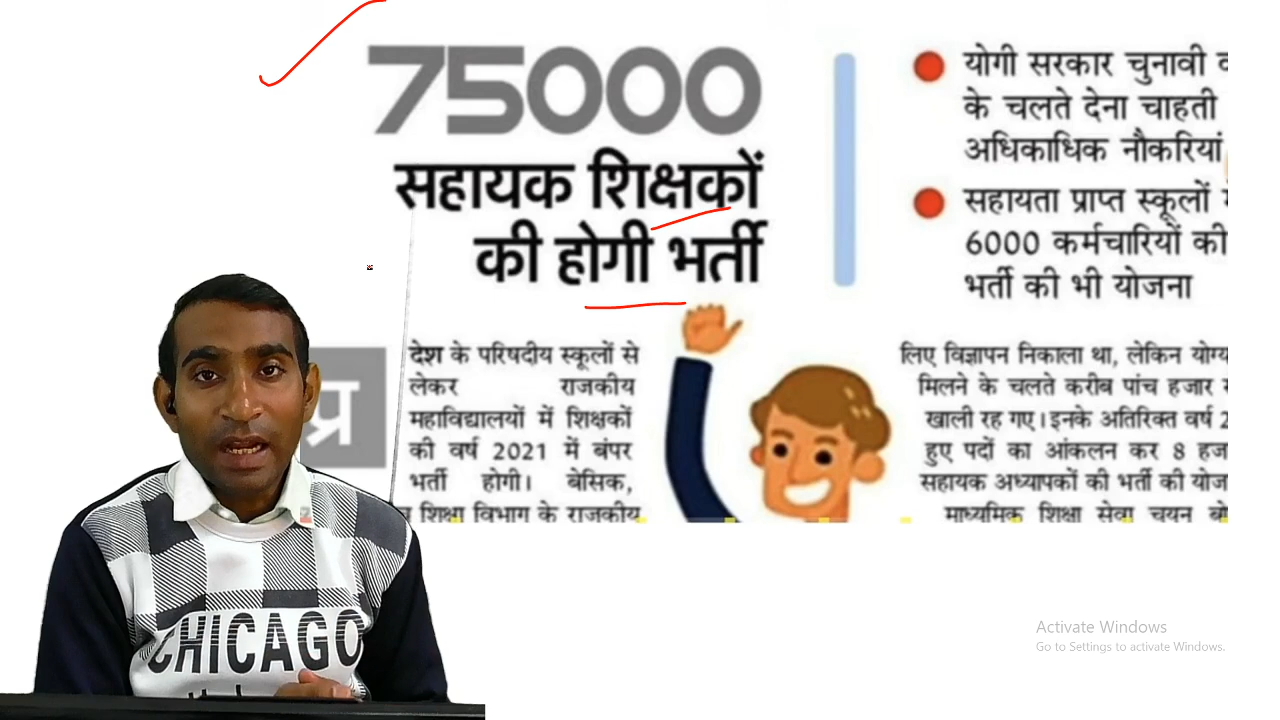 75000
सहायक शिक्षकों
की होगी भर्ती
योगी सरकार चुनावी
के चलते देना चाहती
अधिकाधिक नौकरियां
सहायता प्राप्त स्कूलों
6000 कर्मचारियों की
भर्ती की भी योजना
प्र
देश के परिषदीय स्कूलों से
लेकर राजकीय
महाविद्यालयों में शिक्षकों
की वर्ष 2021 में बंपर
भर्ती होगी। बेसिक,
शिक्षा विभाग के राजकीय
लिए विज्ञापन निकाला था, लेकिन
मिलने के चलते करीब पांच हजार
खाली रह गए। इनके अतिरिक्त वर्ष
हुए पदों का आंकलन कर 8
सहायक अध्यापकों की भर्ती की
माध्यमिक शिक्षा सेवा चयन
CHICAGO
Activate Windows
Go to Settings to activate Windows.